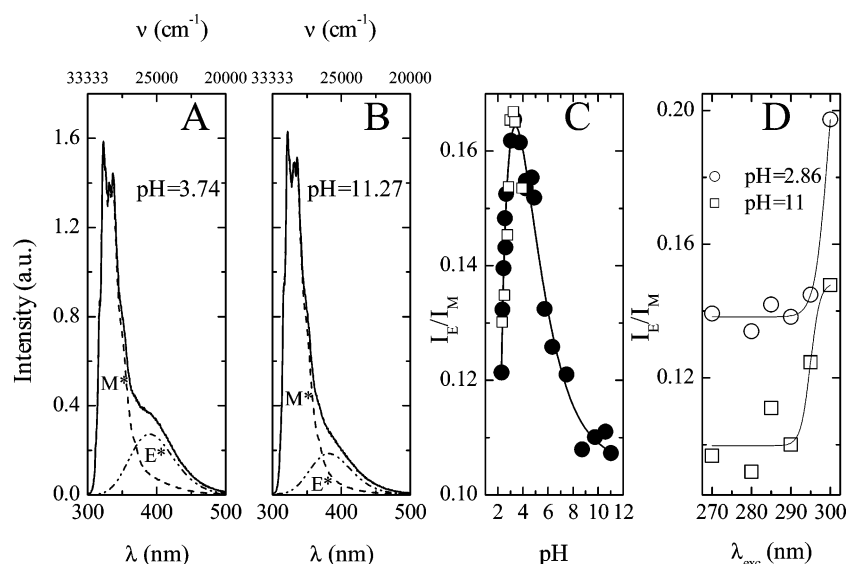 ν (cm⁻¹)
ν (cm⁻¹)
33333 25000 20000
33333 25000 20000
A
B
C
D
pH=3.74
pH=11.27
pH=2.86
pH=11
Intensity (a.u.)
1.6
1.2
0.8
0.4
0.0
M*
E*
M*
E*
300 400 500
300 400 500
λ (nm)
λ (nm)
I_E/I_M
0.16
0.14
0.12
0.10
2 4 6 8 10 12
pH
I_E/I_M
0.20
0.16
0.12
270 280 290 300
λ_exc (nm)